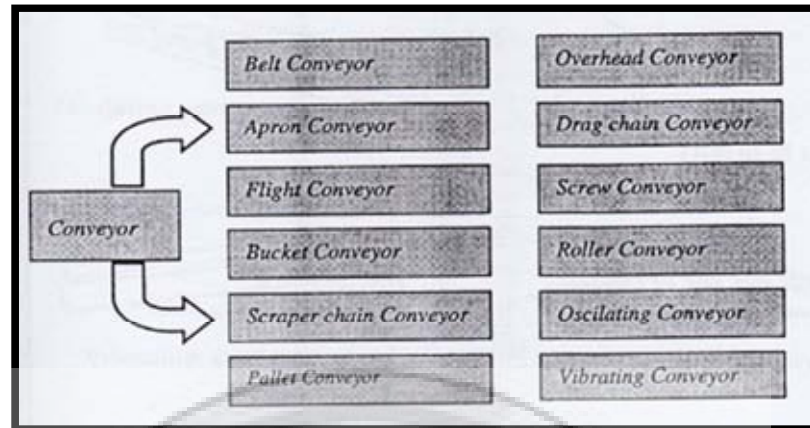 Belt Conveyor
Apron Conveyor
Flight Conveyor
Conveyor
Bucket Conveyor
Scraper chain Conveyor
Pallet Conveyor
Overhead Conveyor
Drag chain Conveyor
Screw Conveyor
Roller Conveyor
Oscilating Conveyor
Vibrating Conveyor